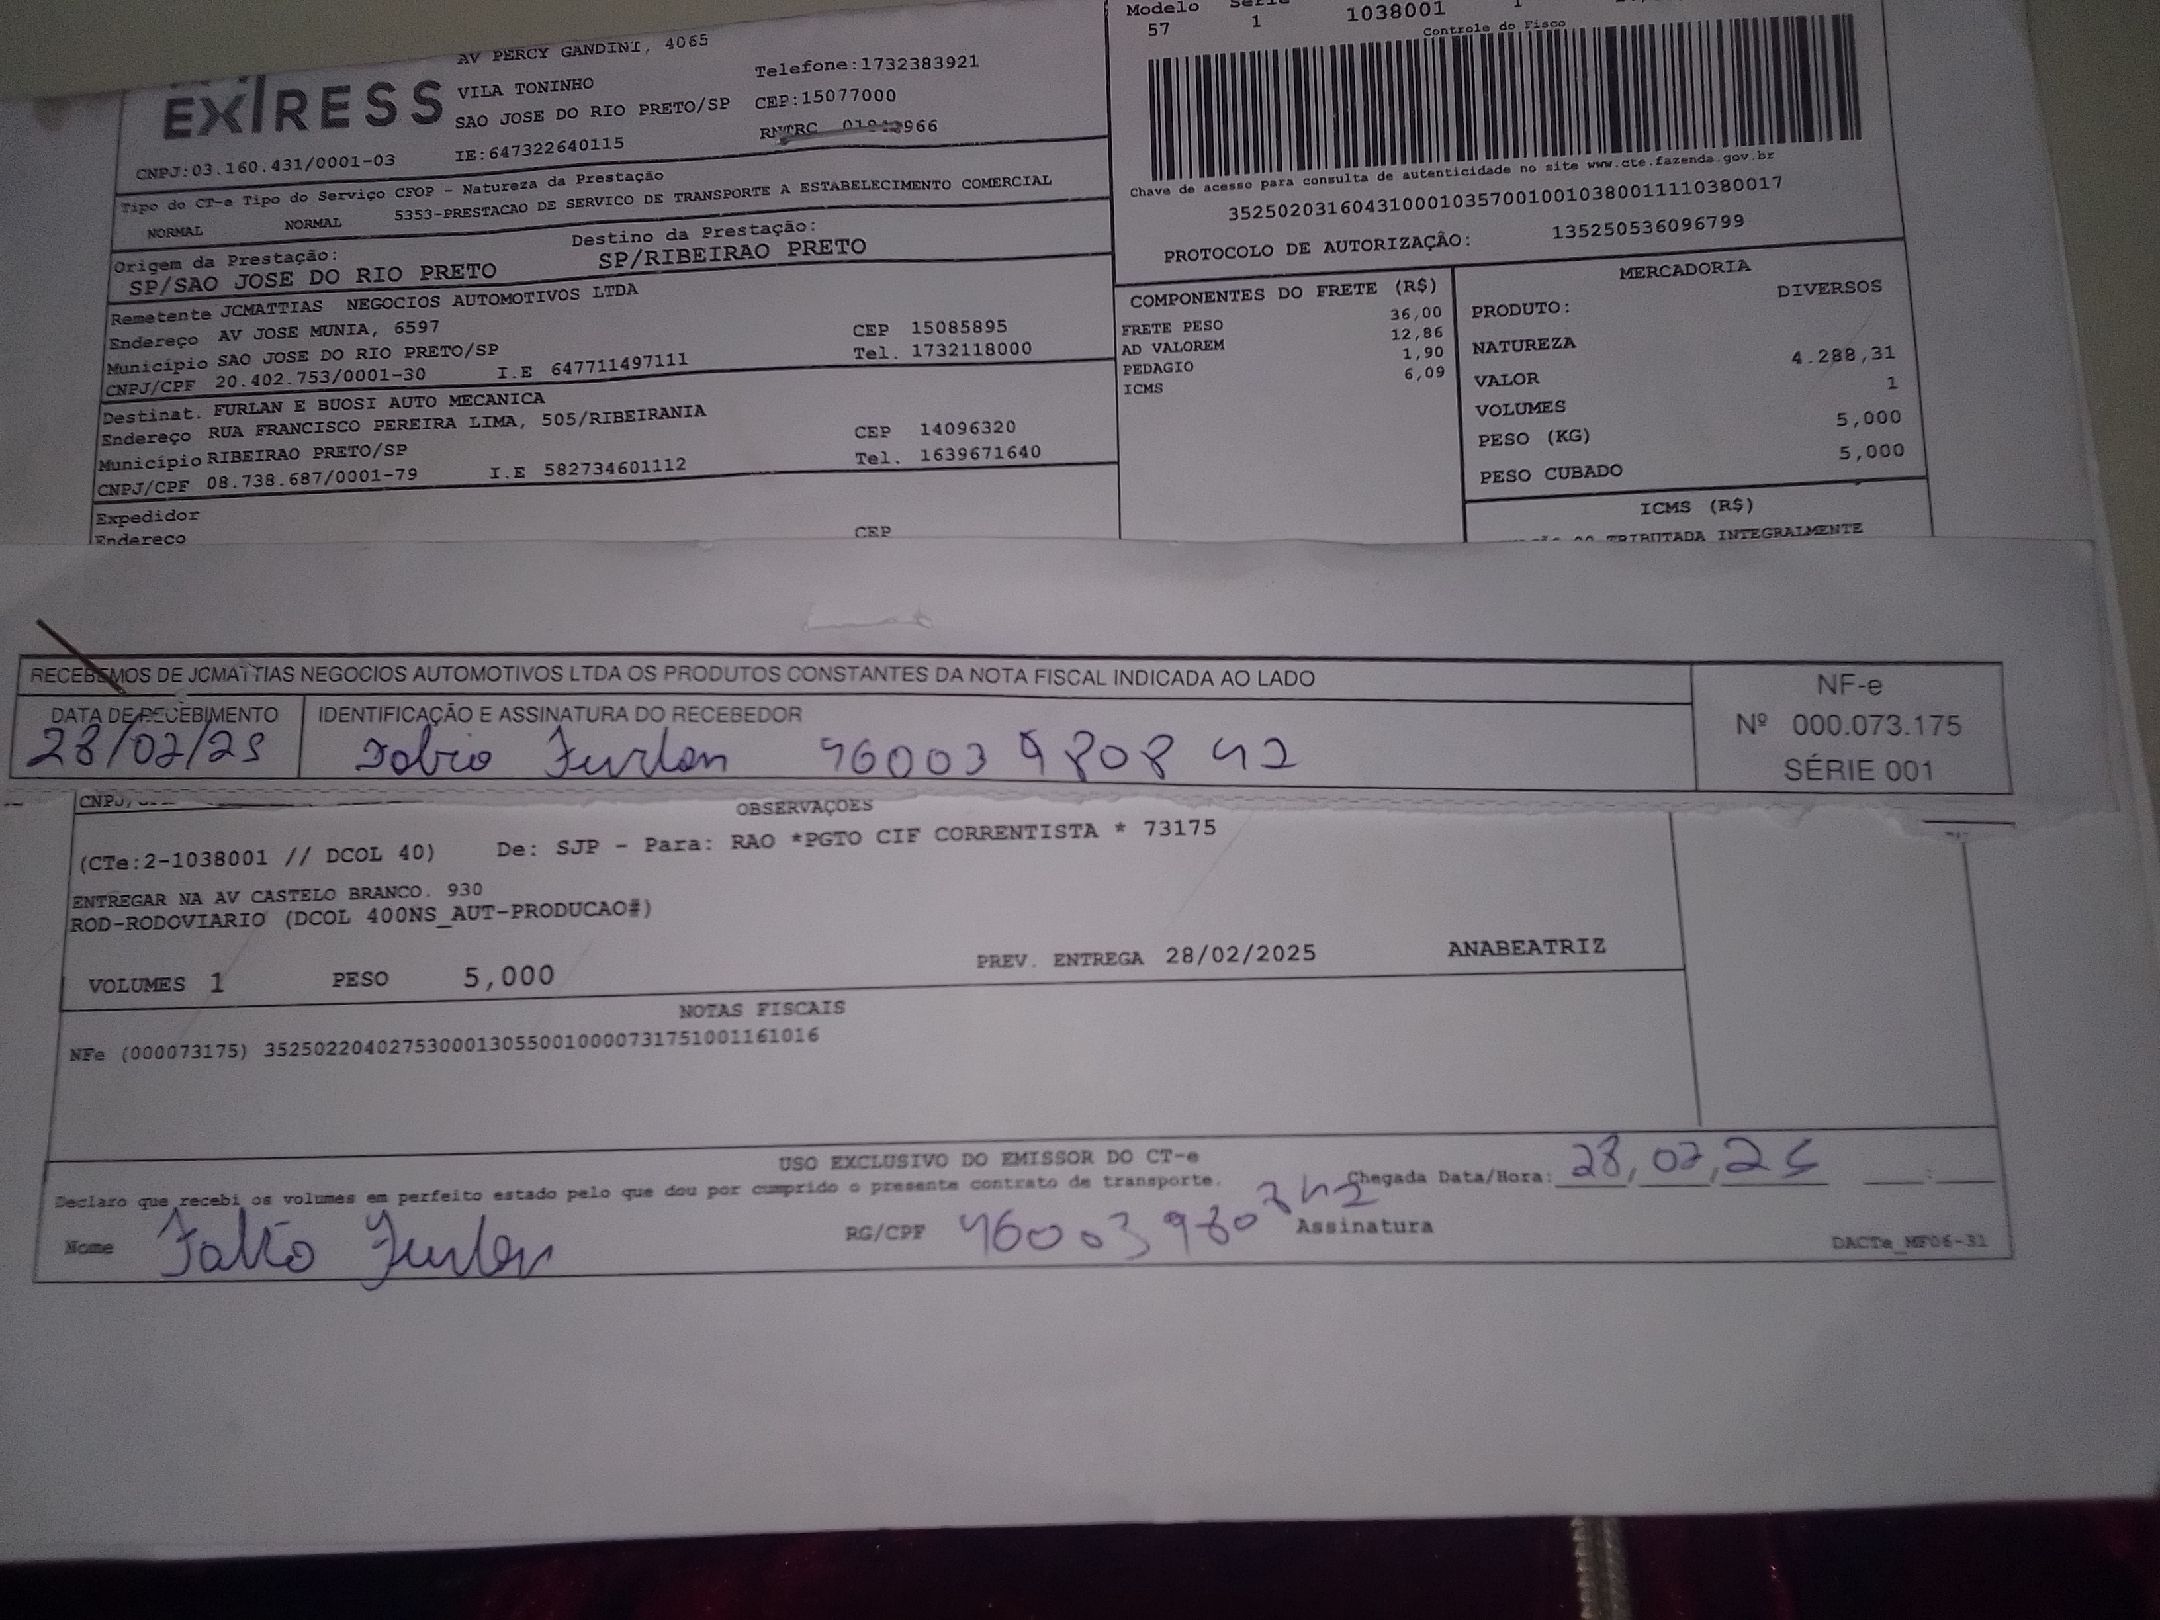 Modelo Série
57 1 1038001 1
Controle do Fisco
EXPRESS
AV PERCY GANDINI, 4065
VILA TONINHO Telefone:1732383921
SAO JOSE DO RIO PRETO/SP CEP:15077000
CNPJ:03.160.431/0001-03 IE:647322640115 RNTRC 966
Chave de acesso para consulta de autenticidade no site www.cte.fazenda.gov.br
35250203160431000103570010010380011110380017
PROTOCOLO DE AUTORIZAÇÃO: 135250536096799
Tipo do CT-e Tipo do Serviço CFOP - Natureza da Prestação
NORMAL NORMAL 5353-PRESTACAO DE SERVICO DE TRANSPORTE A ESTABELECIMENTO COMERCIAL
Origem da Prestação: Destino da Prestação:
SP/SAO JOSE DO RIO PRETO SP/RIBEIRAO PRETO
Remetente JCMATTIAS NEGOCIOS AUTOMOTIVOS LTDA
Endereço AV JOSE MUNIA, 6597 CEP 15085895
Município SAO JOSE DO RIO PRETO/SP Tel. 1732118000
CNPJ/CPF 20.402.753/0001-30 I.E 647711497111
Destinat. FURLAN E BUOSI AUTO MECANICA
Endereço RUA FRANCISCO PEREIRA LIMA, 505/RIBEIRANIA CEP 14096320
Município RIBEIRAO PRETO/SP Tel. 1639671640
CNPJ/CPF 08.738.687/0001-79 I.E 582734601112
Expedidor
Endereço CEP
COMPONENTES DO FRETE (R$)
FRETE PESO 36,00
AD VALOREM 12,86
PEDAGIO 1,90
ICMS 6,09
MERCADORIA
PRODUTO: DIVERSOS
NATUREZA
VALOR 4.288,31
VOLUMES 1
PESO (KG) 5,000
PESO CUBADO 5,000
ICMS (R$)
TRIBUTADA INTEGRALMENTE
RECEBEMOS DE JCMATTIAS NEGOCIOS AUTOMOTIVOS LTDA OS PRODUTOS CONSTANTES DA NOTA FISCAL INDICADA AO LADO
DATA DE RECEBIMENTO IDENTIFICAÇÃO E ASSINATURA DO RECEBEDOR
28/02/25 Fabio Furlan 46003980842
NF-e
Nº 000.073.175
SÉRIE 001
OBSERVAÇOES
(CTe:2-1038001 // DCOL 40) De: SJP - Para: RAO *PGTO CIF CORRENTISTA * 73175
ENTREGAR NA AV CASTELO BRANCO. 930
ROD-RODOVIARIO (DCOL 400NS_AUT-PRODUCAO#)
VOLUMES 1 PESO 5,000 PREV. ENTREGA 28/02/2025 ANABEATRIZ
NOTAS FISCAIS
NFe (000073175) 35250220402753000130550010000731751001161016
USO EXCLUSIVO DO EMISSOR DO CT-e
Declaro que recebi os volumes em perfeito estado pelo que dou por cumprido o presente contrato de transporte. Chegada Data/Hora: 28/02/25 :
Nome Fabio Furlan RG/CPF 46003980842 Assinatura
DACTe_MF06-31